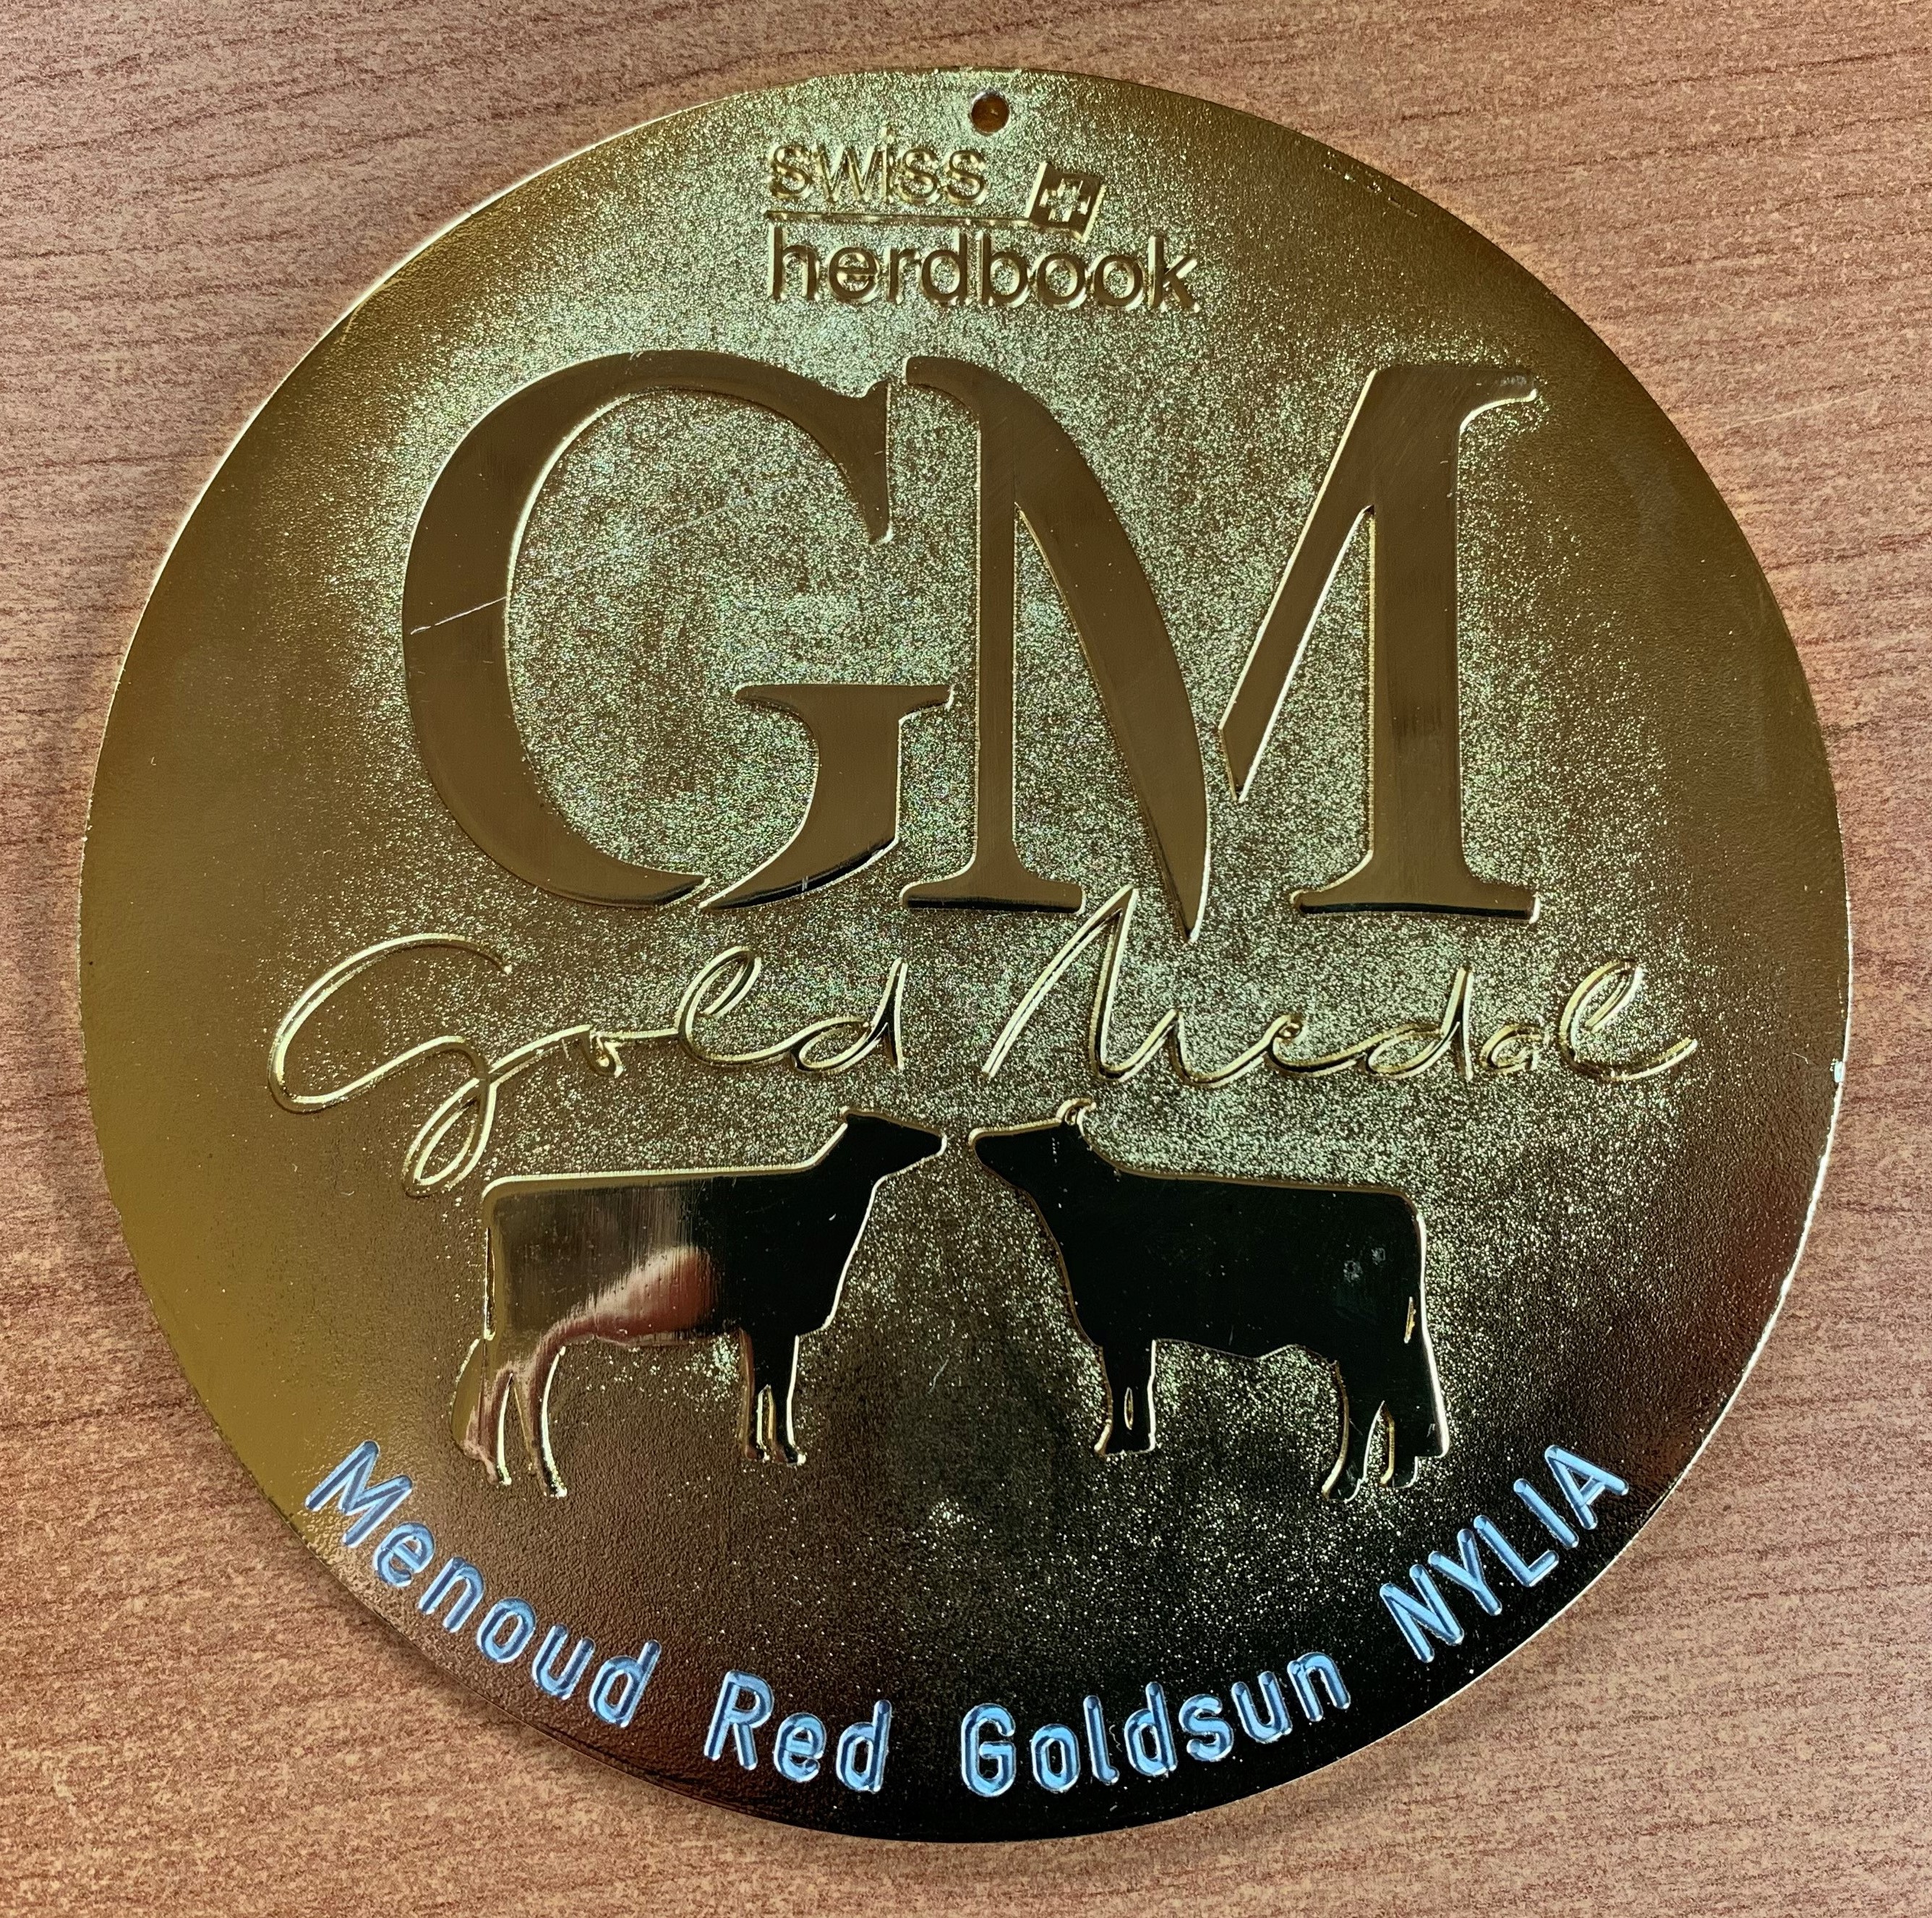 swiss
herdbook
GM
Gold Medal
Menoud Red Goldsun NYLIA